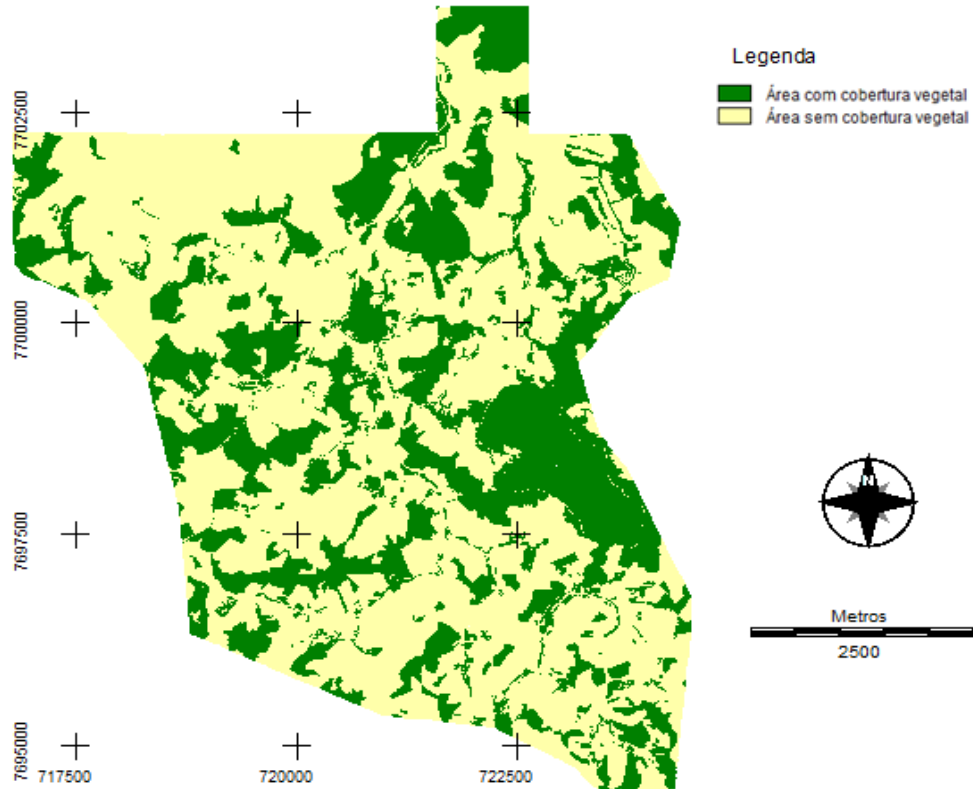 Legenda
Área com cobertura vegetal
Área sem cobertura vegetal
7702500
7700000
7697500
7695000
717500
720000
722500
Metros
2500